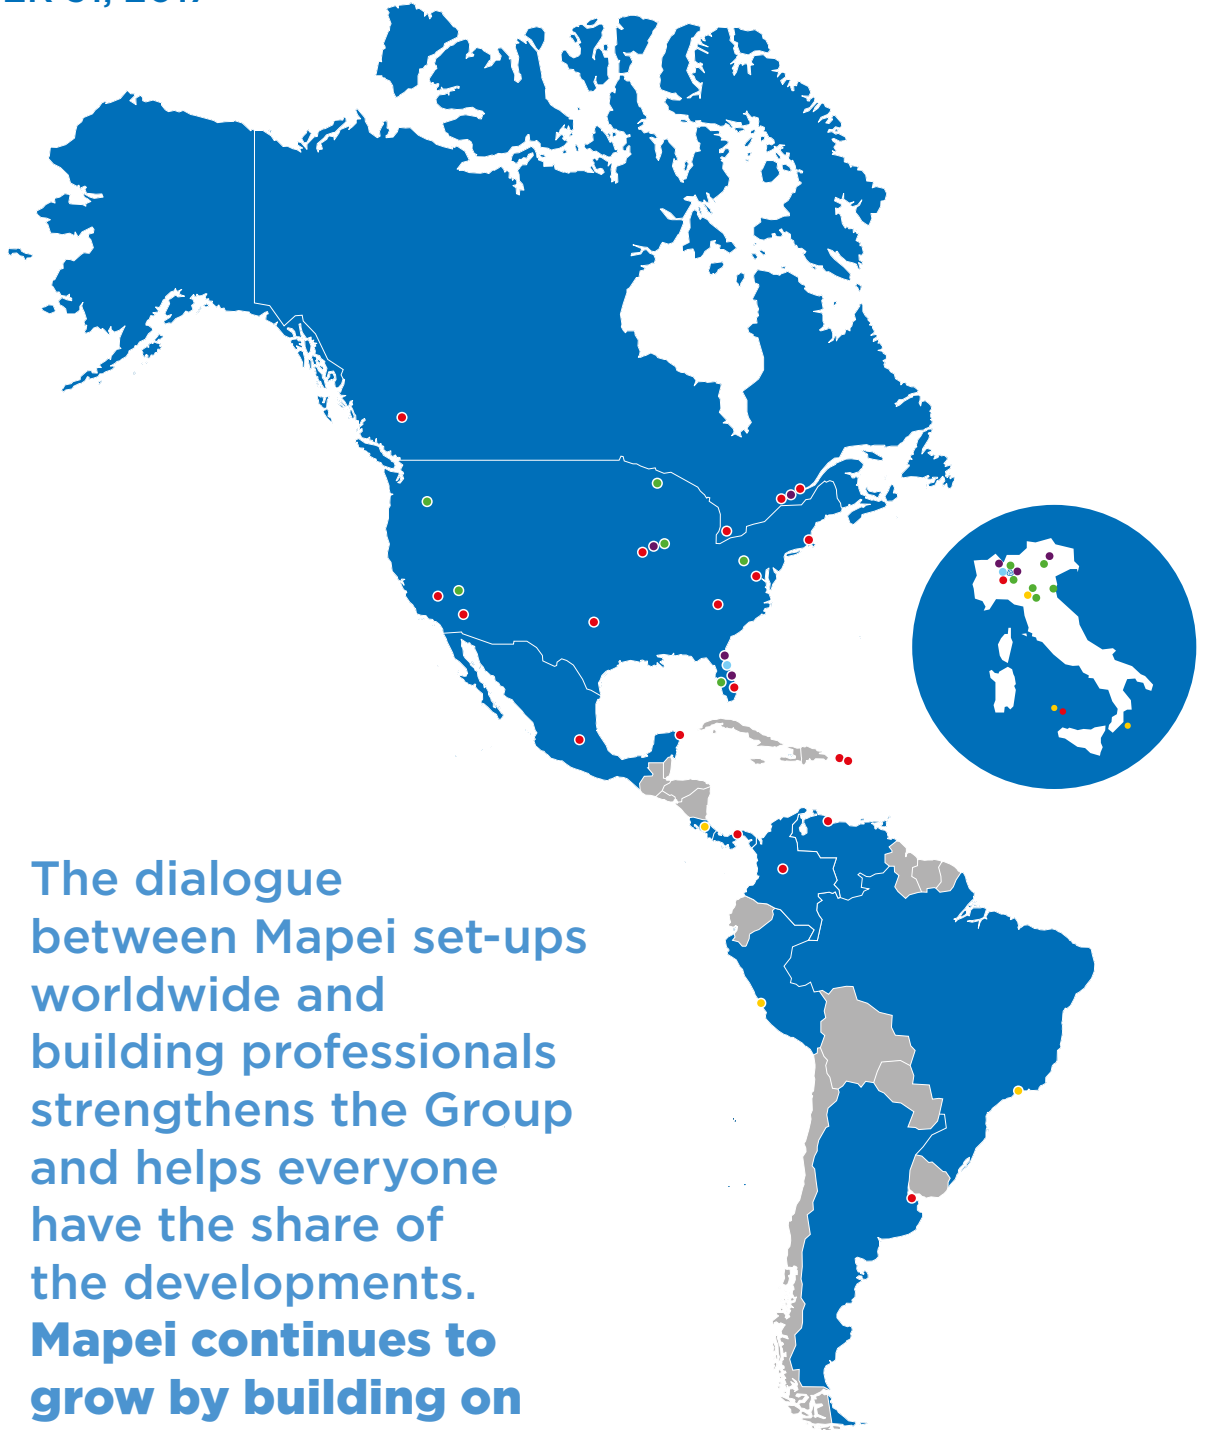 The dialogue
between Mapei set-ups
worldwide and
building professionals
strengthens the Group
and helps everyone
have the share of
the developments.
Mapei continues to
grow by building on